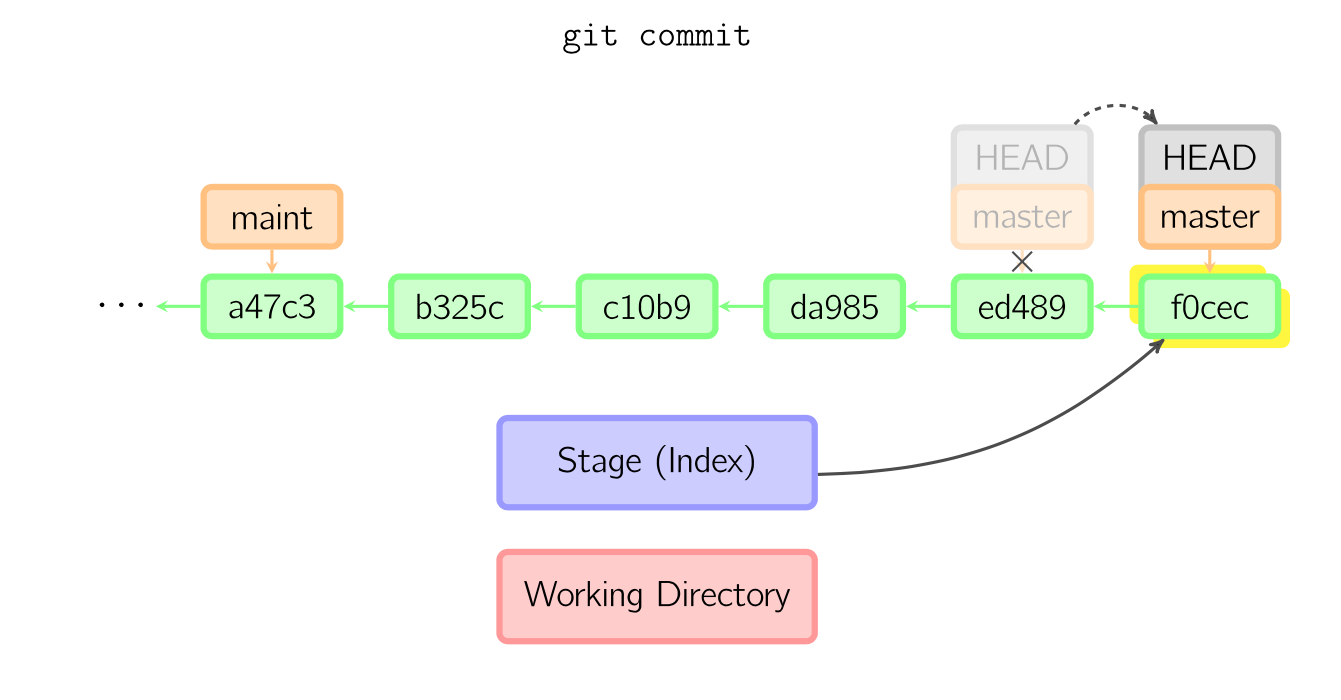 git commit
HEAD HEAD
maint master master
... a47c3 b325c c10b9 da985 ed489 f0cec
Stage (Index)
Working Directory